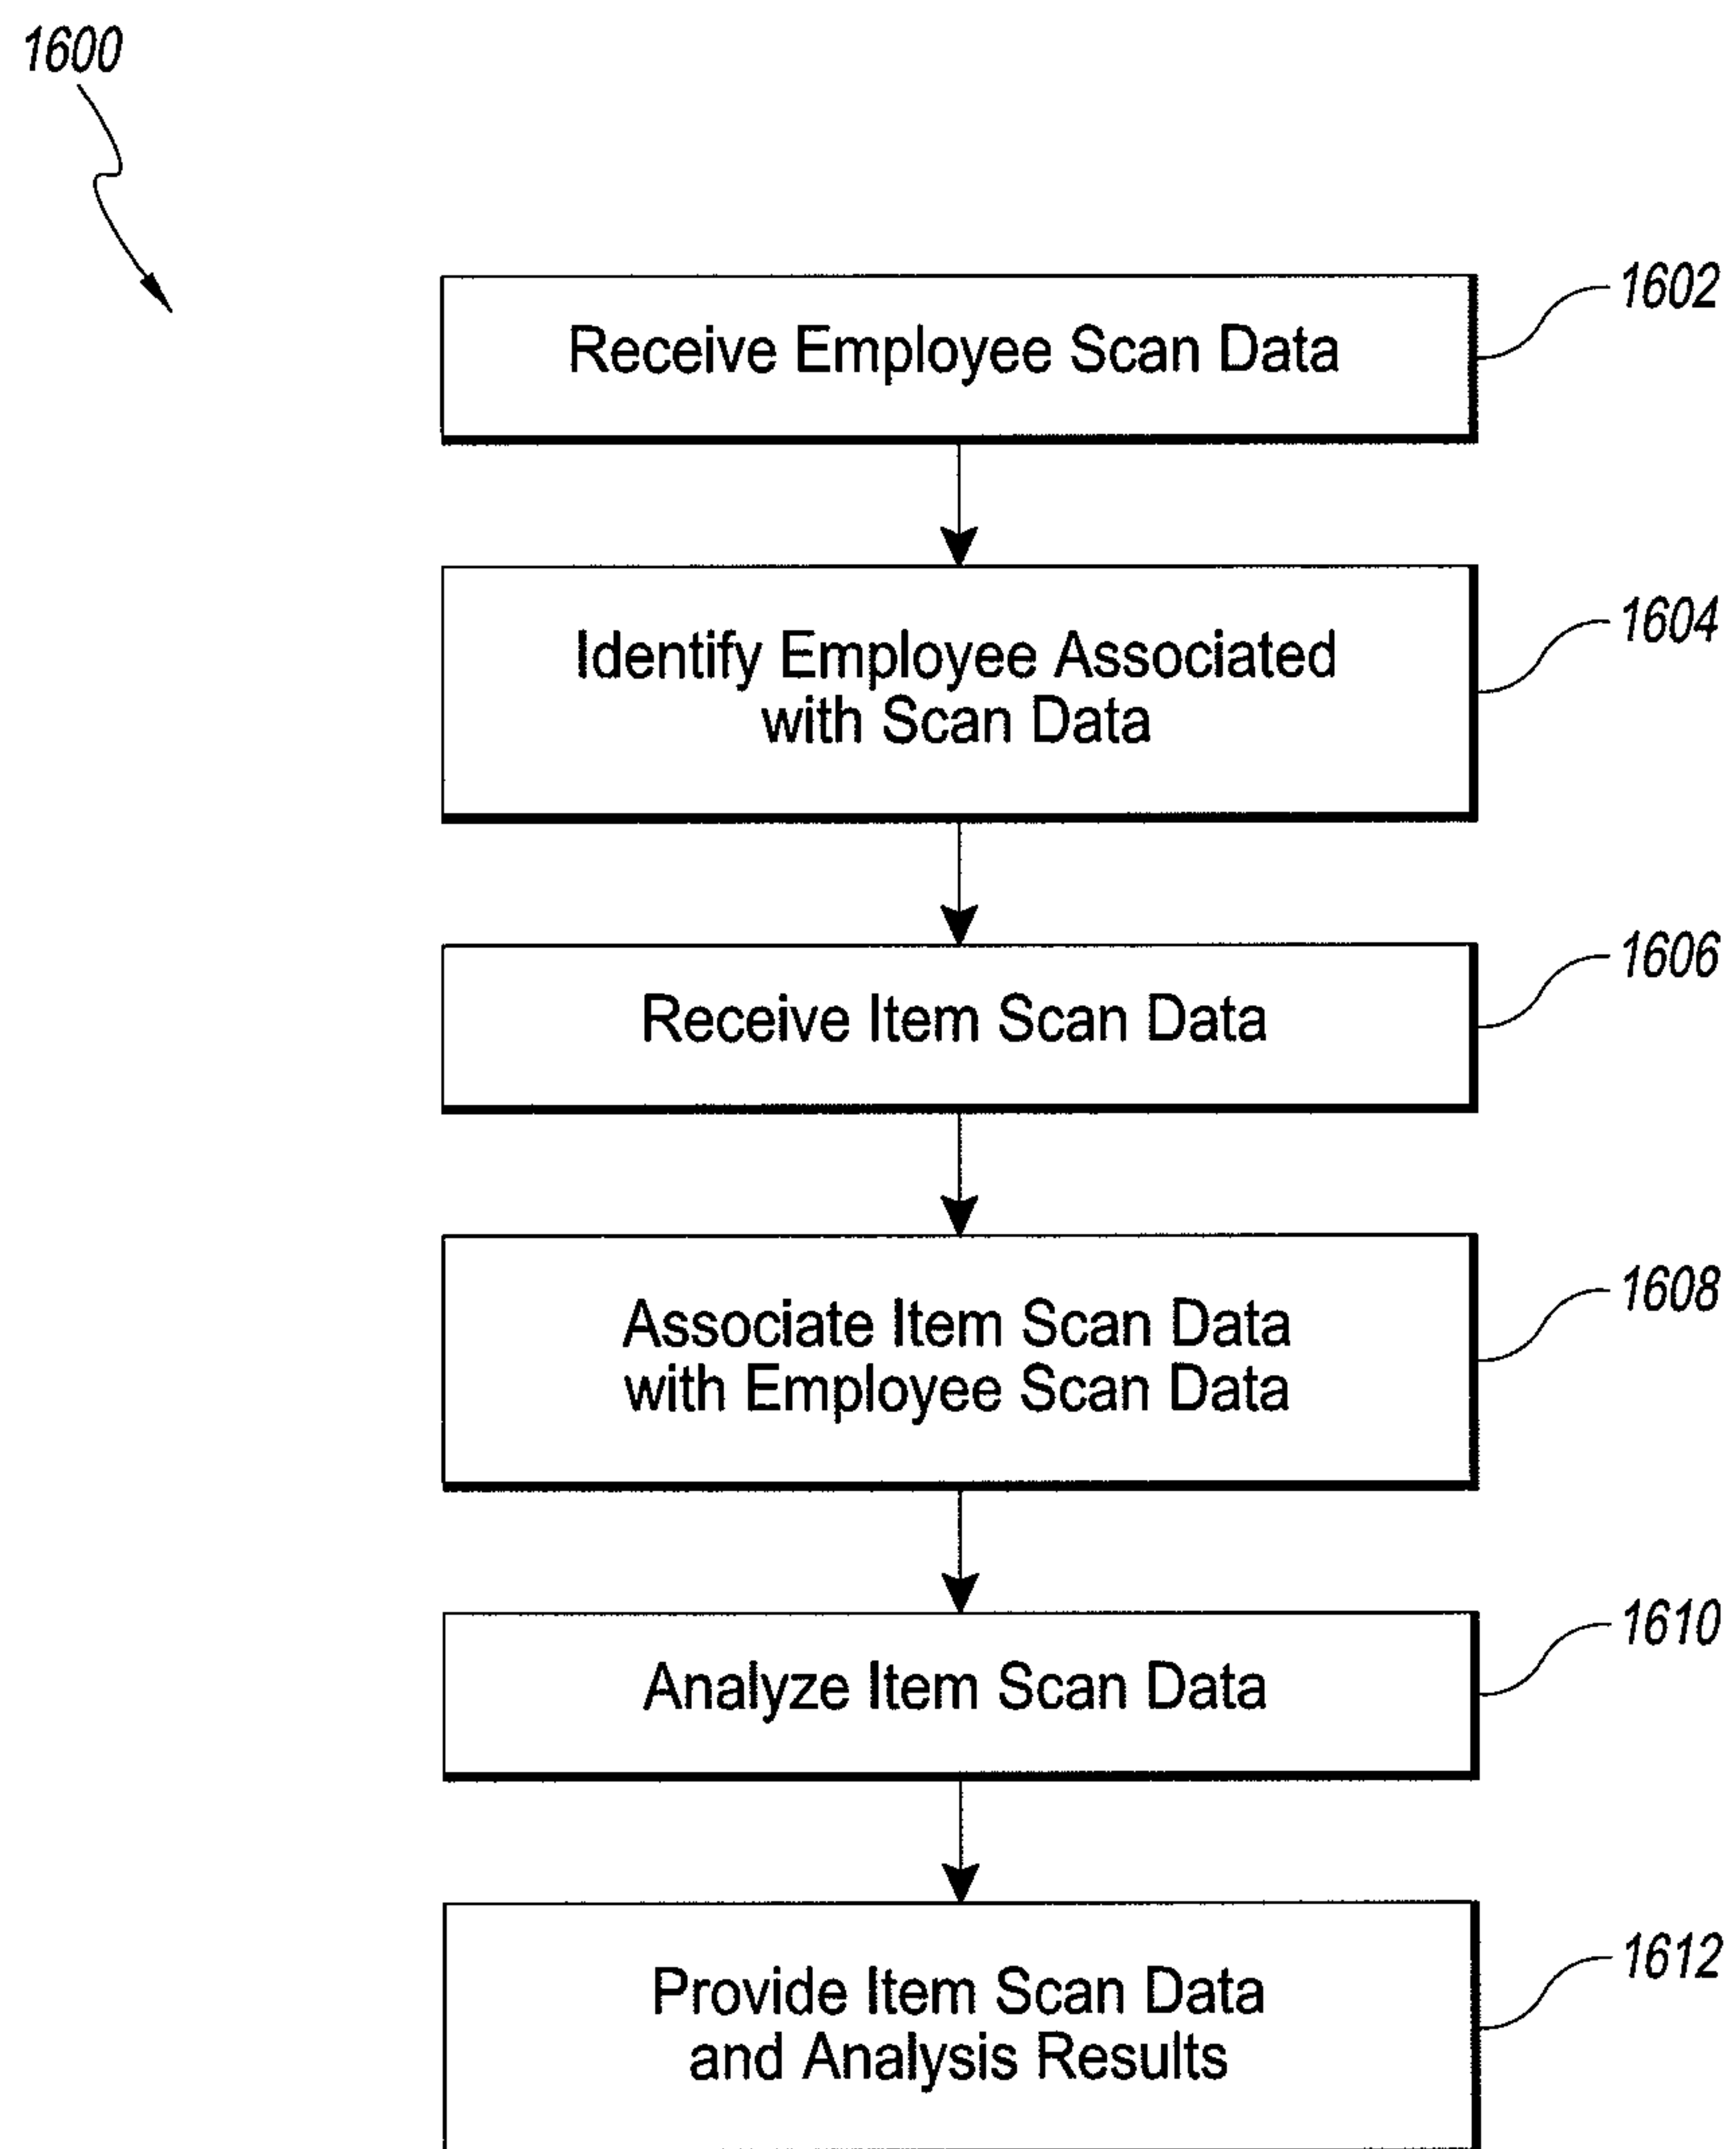 1600
Receive Employee Scan Data
1602
Identify Employee Associated
with Scan Data
1604
Receive Item Scan Data
1606
Associate Item Scan Data
with Employee Scan Data
1608
Analyze Item Scan Data
1610
Provide Item Scan Data
and Analysis Results
1612